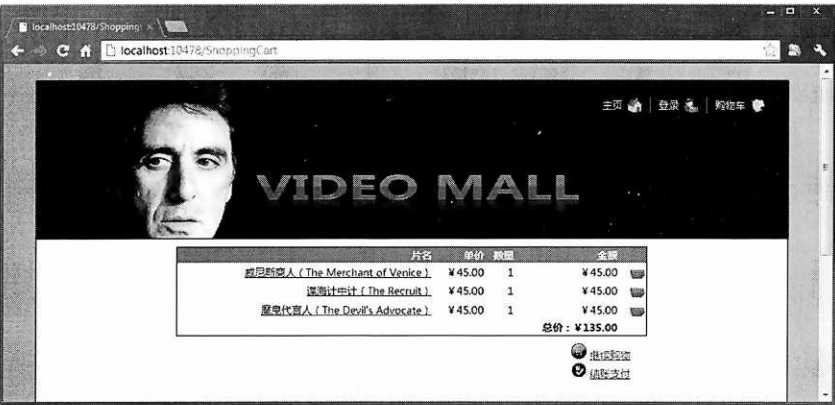 localhost:10478/Shopping
localhost:10478/ShoppingCart
主页 登录 购物车
VIDEO MALL
片名 单价 数量 金额
威尼斯商人（The Merchant of Venice） ￥45.00 1 ￥45.00
谍海计中计（The Recruit） ￥45.00 1 ￥45.00
魔鬼代言人（The Devil's Advocate） ￥45.00 1 ￥45.00
总价：￥135.00
继续购物
结账支付